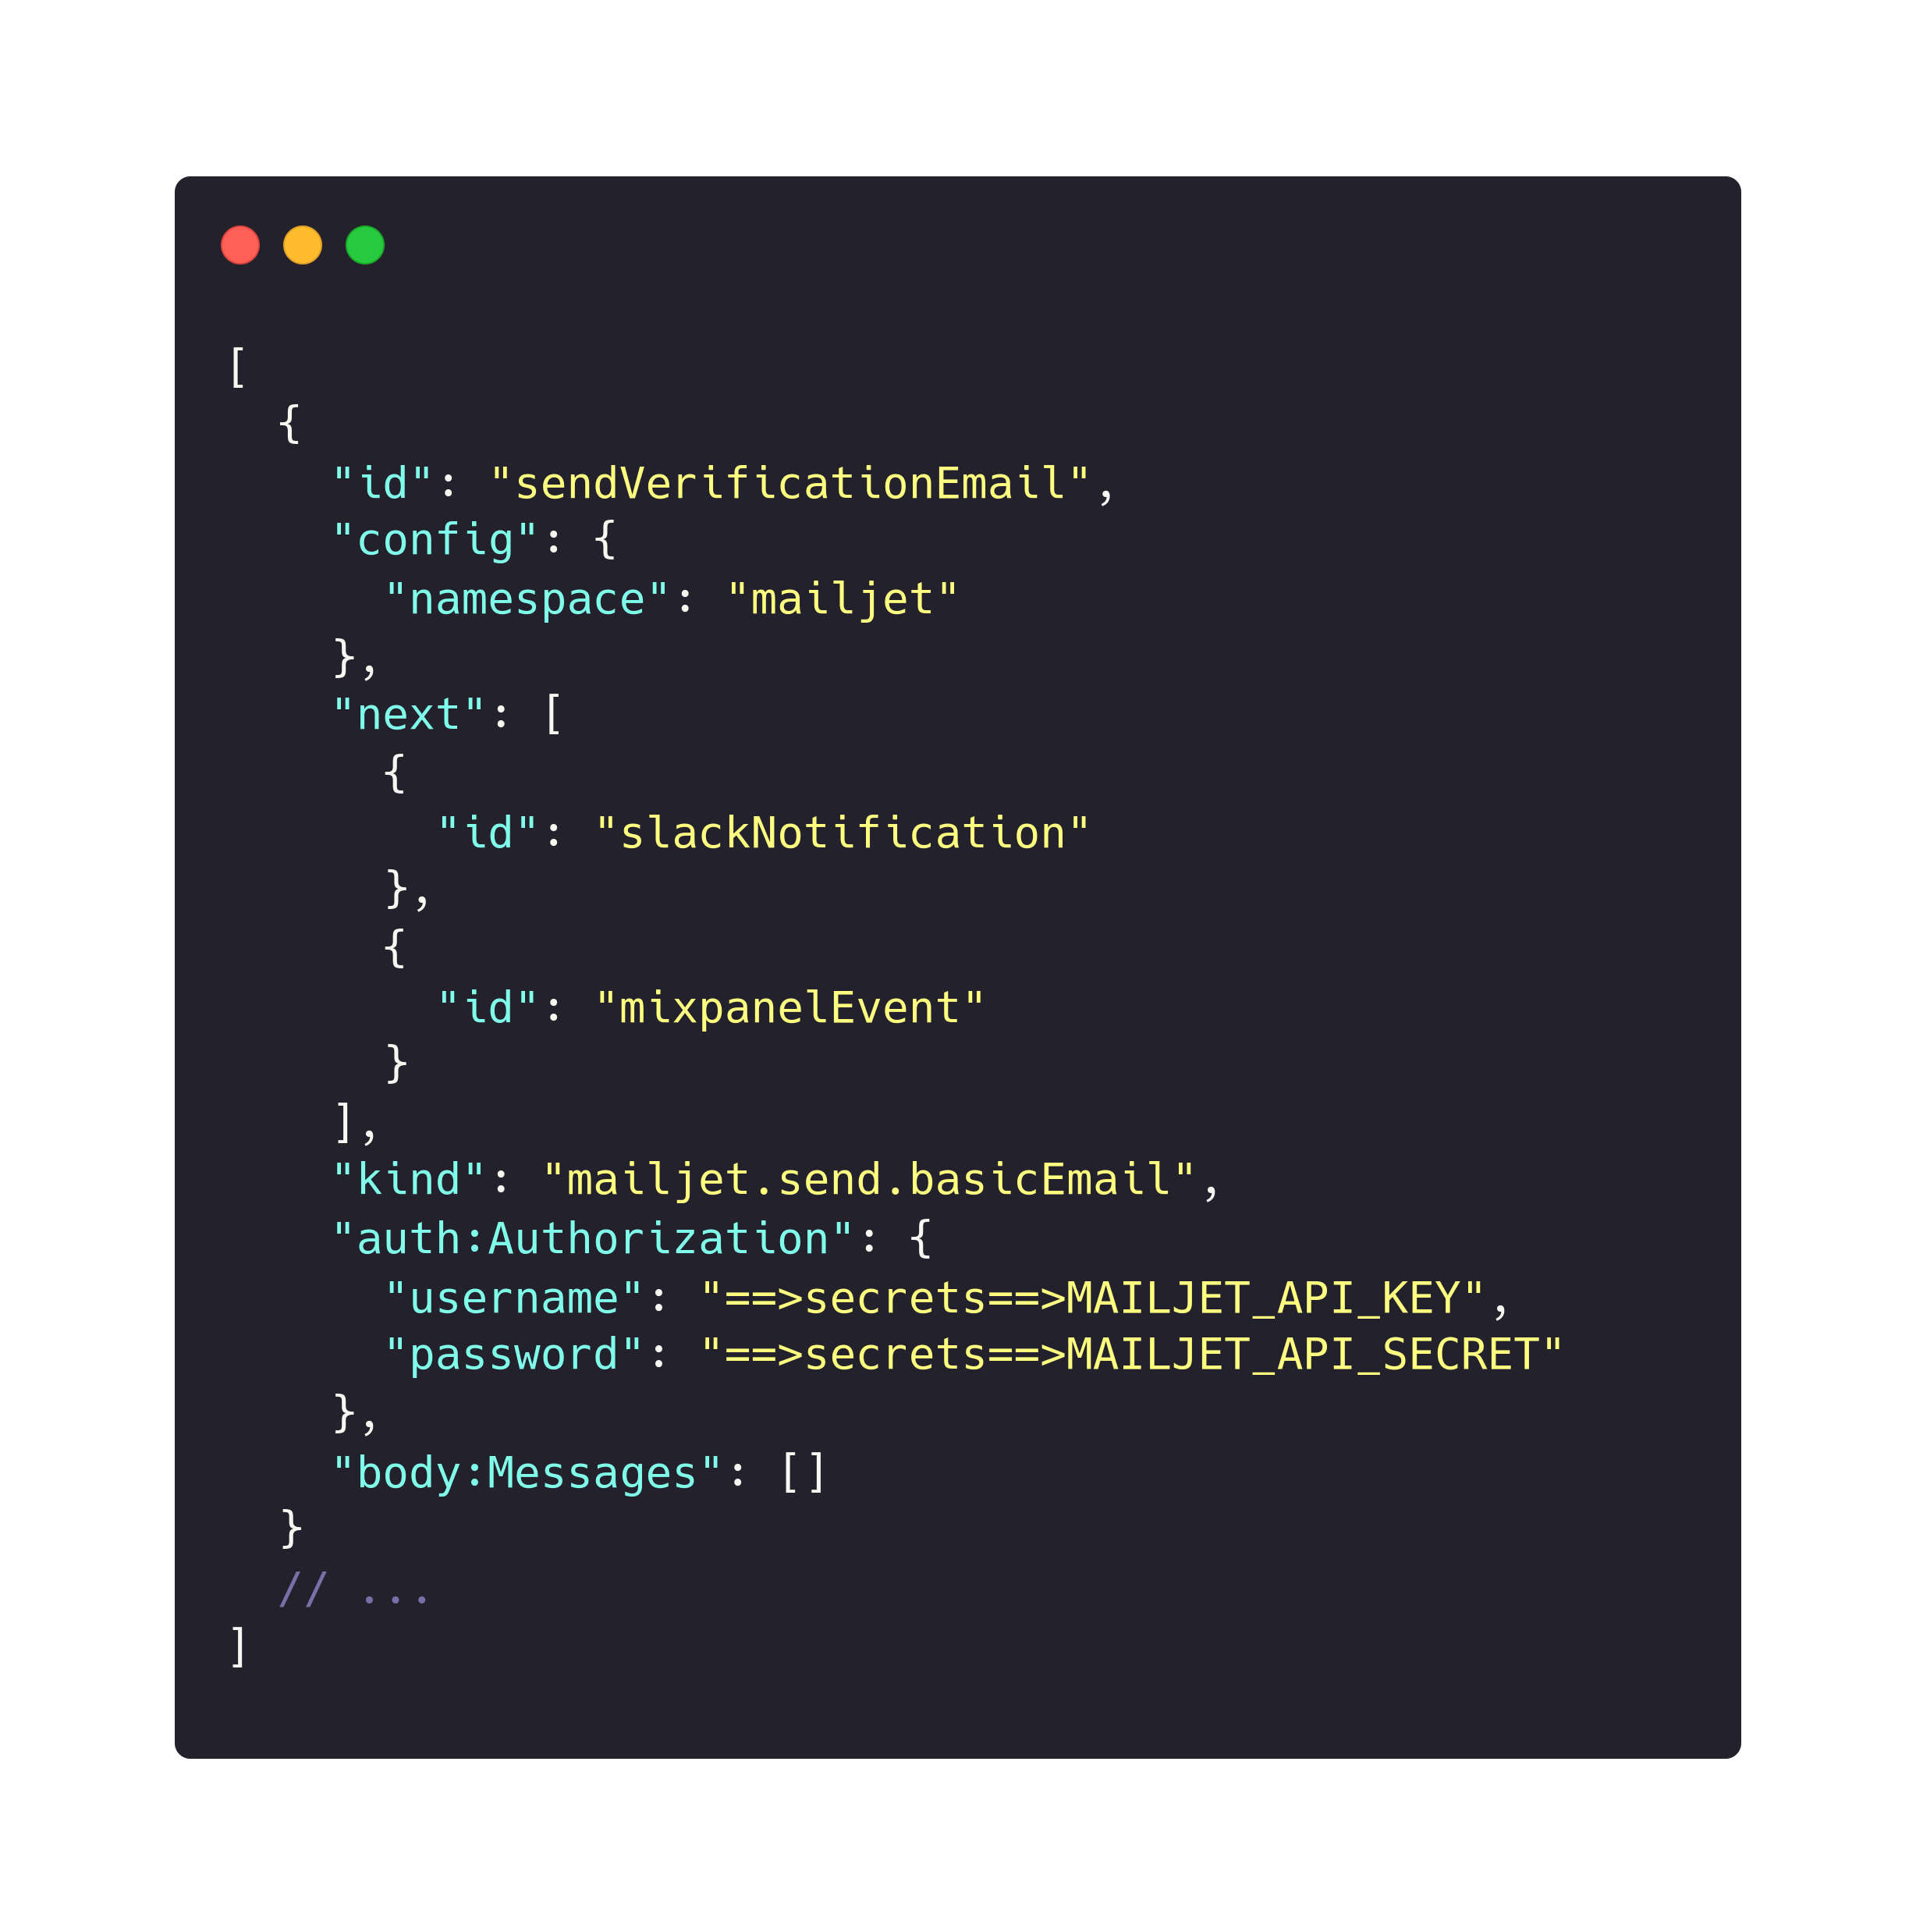 [
  {
    "id": "sendVerificationEmail",
    "config": {
      "namespace": "mailjet"
    },
    "next": [
      {
        "id": "slackNotification"
      },
      {
        "id": "mixpanelEvent"
      }
    ],
    "kind": "mailjet.send.basicEmail",
    "auth:Authorization": {
      "username": "==>secrets==>MAILJET_API_KEY",
      "password": "==>secrets==>MAILJET_API_SECRET"
    },
    "body:Messages": []
  }
  // ...
]